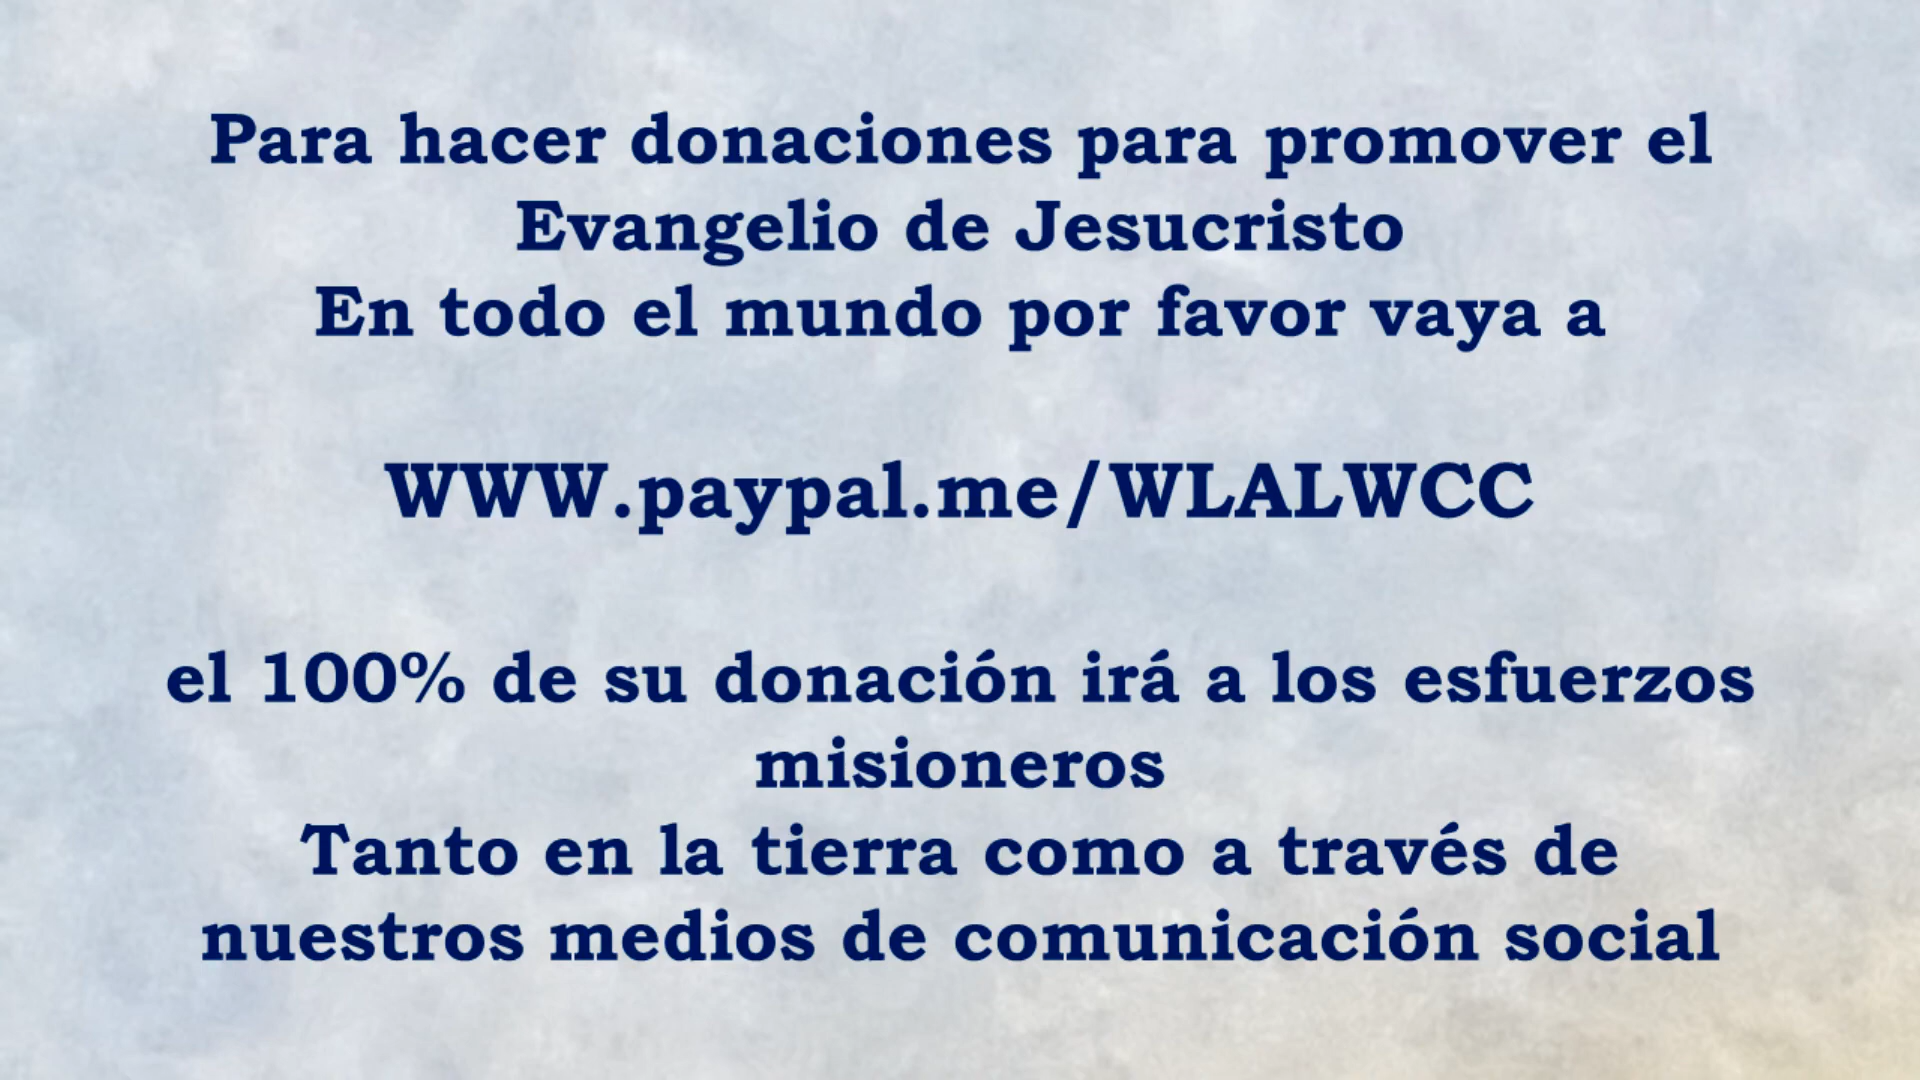 Para hacer donaciones para promover el
Evangelio de Jesucristo
En todo el mundo por favor vaya a
WWW.paypal.me/WLALWCC
el 100% de su donación irá a los esfuerzos
misioneros
Tanto en la tierra como a través de
nuestros medios de comunicación social